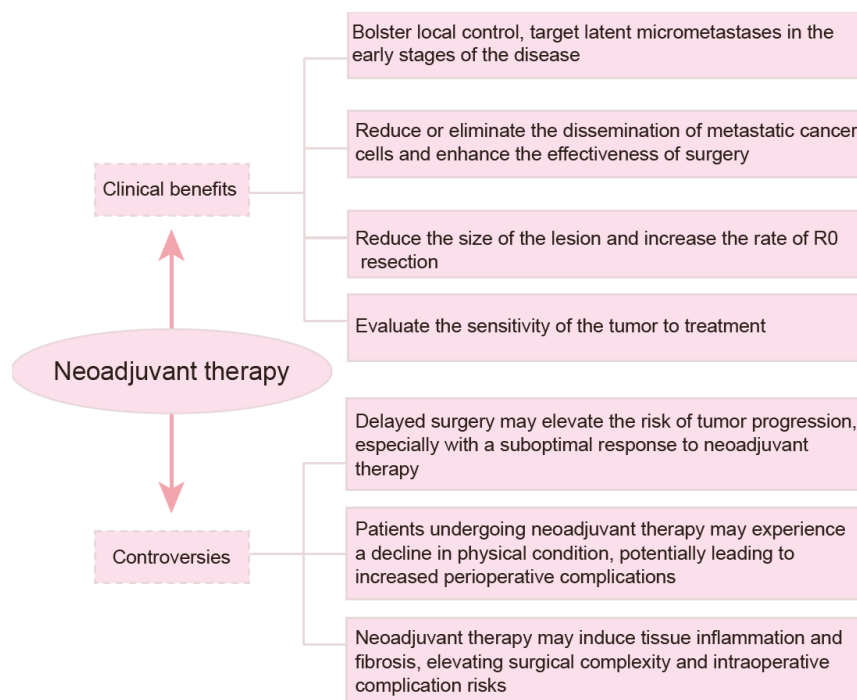 Bolster local control, target latent micrometastases in the
early stages of the disease
Reduce or eliminate the dissemination of metastatic cancer
cells and enhance the effectiveness of surgery
Clinical benefits
Reduce the size of the lesion and increase the rate of R0
resection
Evaluate the sensitivity of the tumor to treatment
Neoadjuvant therapy
Delayed surgery may elevate the risk of tumor progression,
especially with a suboptimal response to neoadjuvant
therapy
Patients undergoing neoadjuvant therapy may experience
a decline in physical condition, potentially leading to
increased perioperative complications
Controversies
Neoadjuvant therapy may induce tissue inflammation and
fibrosis, elevating surgical complexity and intraoperative
complication risks